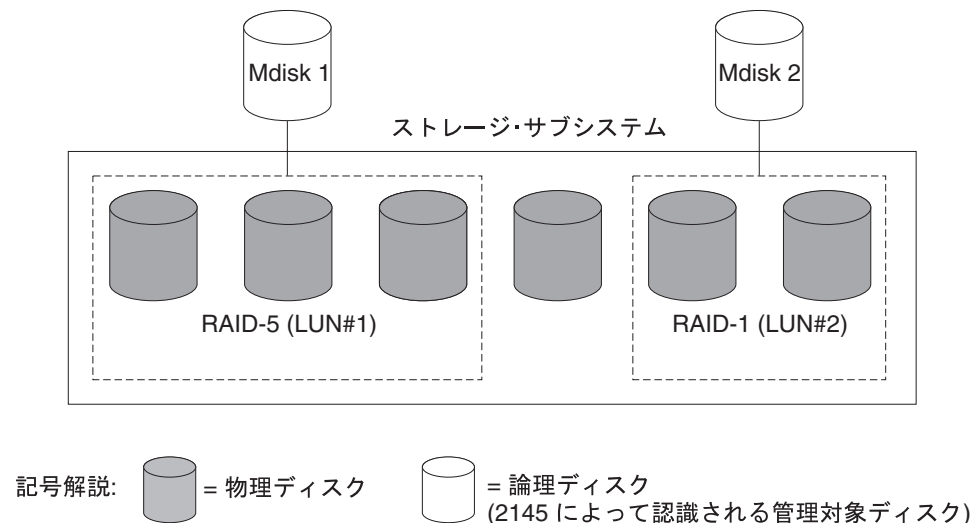 Mdisk 1
Mdisk 2
ストレージ・サブシステム
RAID-5 (LUN#1)
RAID-1 (LUN#2)
記号解説:
= 物理ディスク
= 論理ディスク
(2145 によって認識される管理対象ディスク)